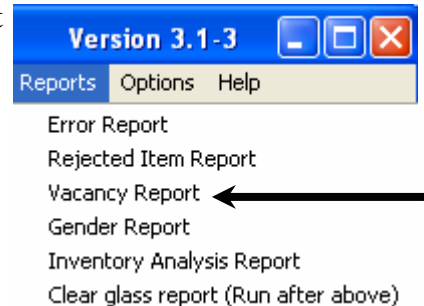 Version 3.1-3
Reports Options Help
Error Report
Rejected Item Report
Vacancy Report
Gender Report
Inventory Analysis Report
Clear glass report (Run after above)